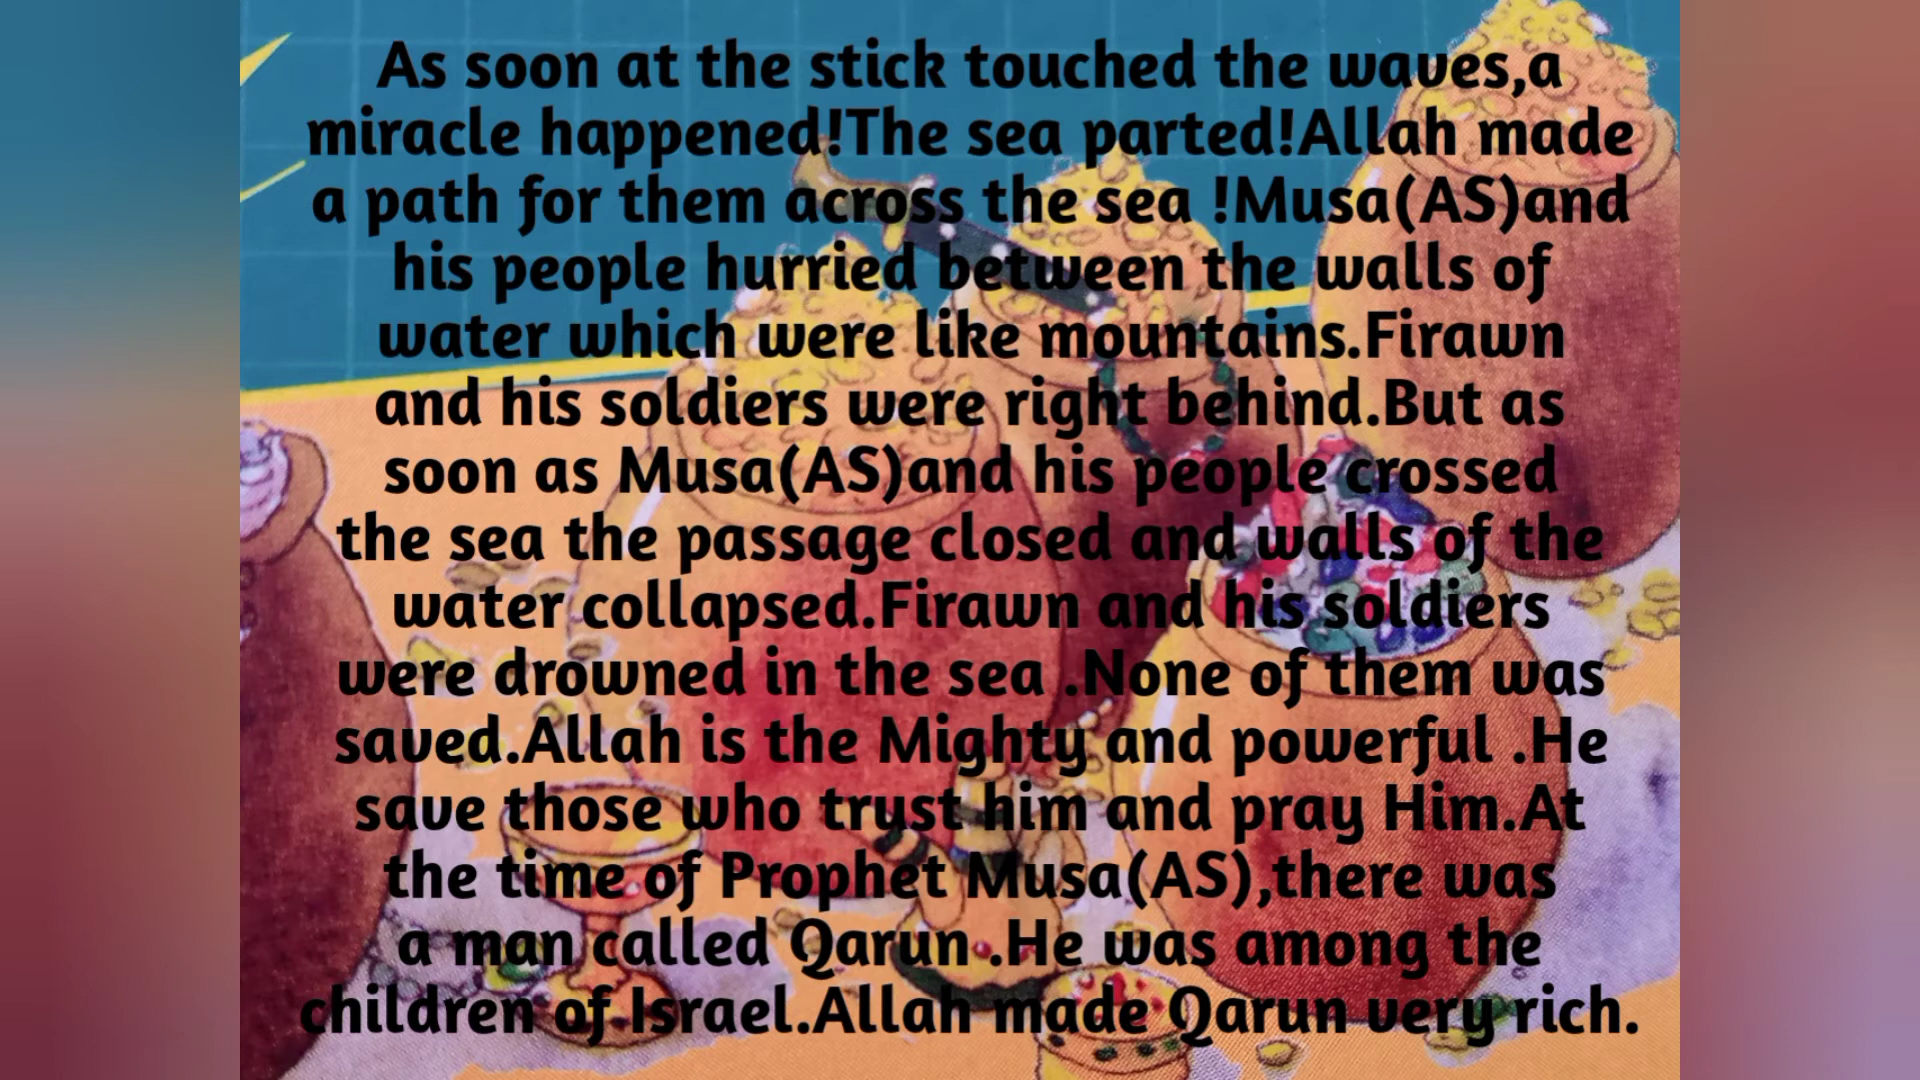 As soon at the stick touched the waves,a
miracle happened!The sea parted!Allah made
a path for them across the sea !Musa(AS)and
his people hurried between the walls of
water which were like mountains.Firawn
and his soldiers were right behind.But as
soon as Musa(AS)and his people crossed
the sea the passage closed and walls of the
water collapsed.Firawn and his soldiers
were drowned in the sea .None of them was
saved.Allah is the Mighty and powerful .He
save those who trust him and pray Him.At
the time of Prophet Musa(AS),there was
a man called Qarun .He was among the
children of Israel.Allah made Qarun very rich.